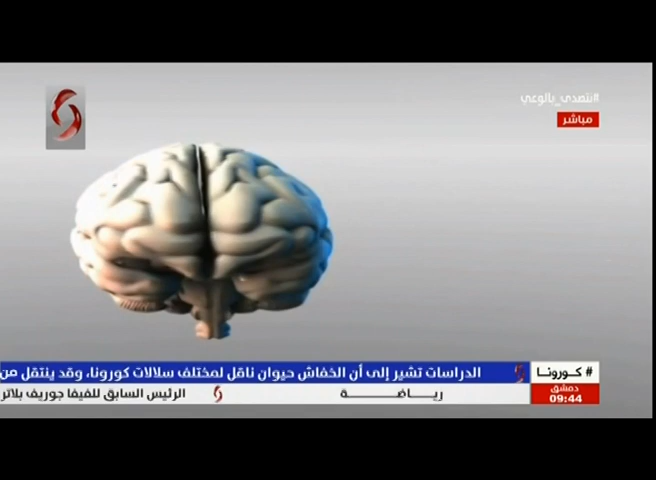 #نتصدى_بالوعي
مباشر
# كورونا
الدراسات تشير إلى أن الخفاش حيوان ناقل لمختلف سلالات كورونا، وقد ينتقل من
دمشق
09:44
ريـــاضـــــــة
الرئيس السابق للفيفا جوزيف بلاتر